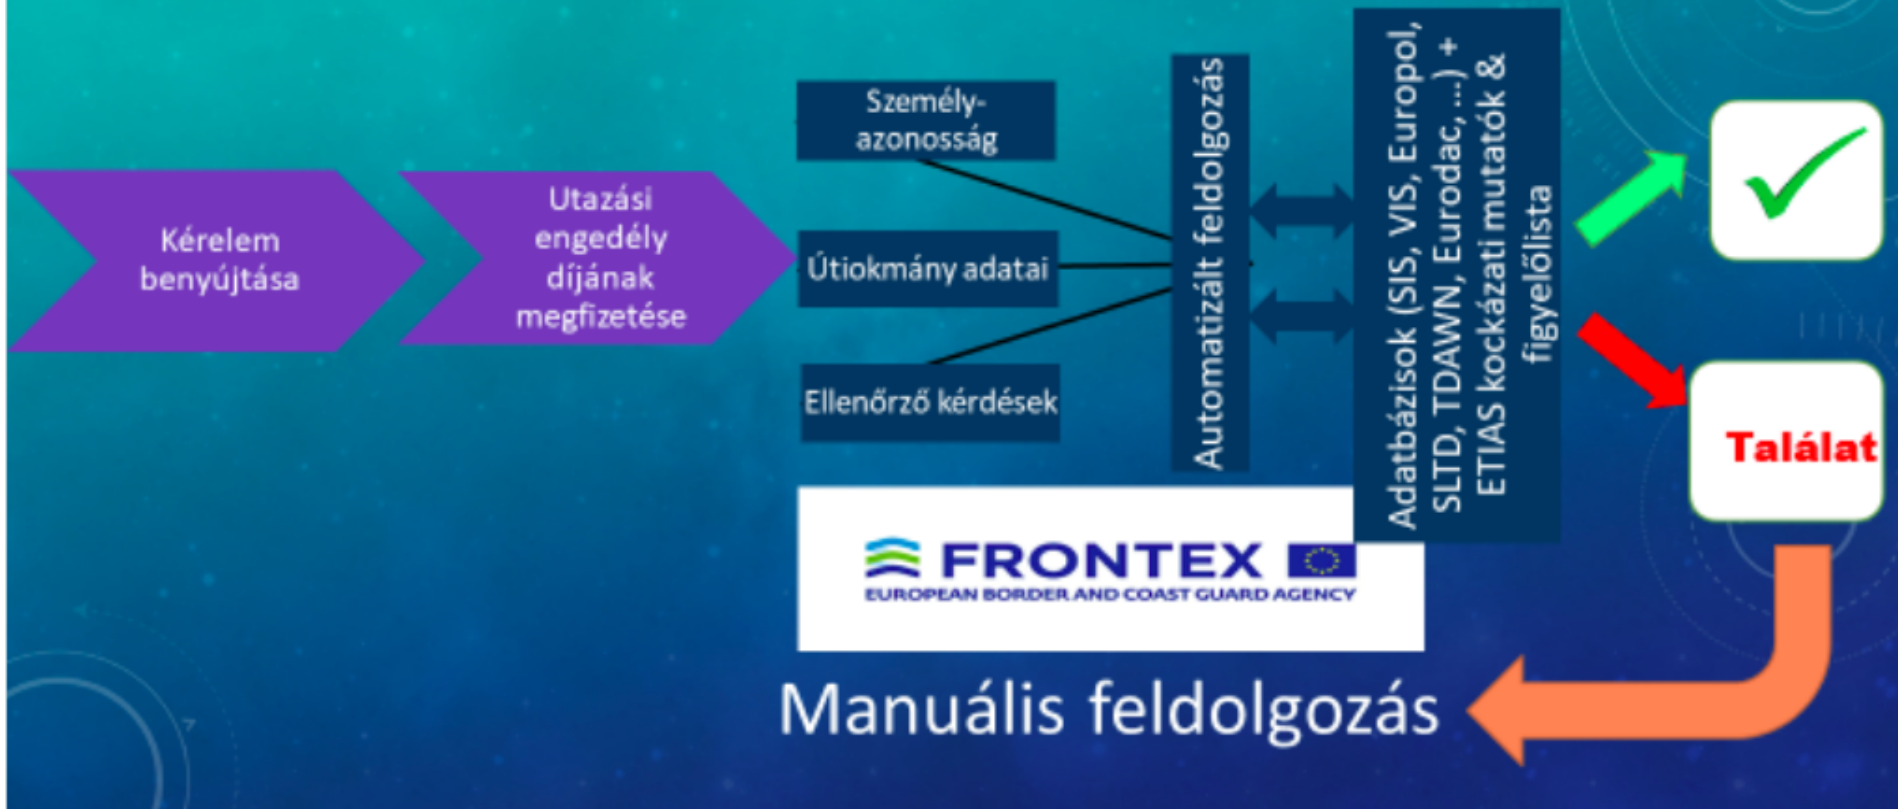 Kérelem
benyújtása
Utazási
engedély
díjának
megfizetése
Személy-
azonosság
Útiokmány adatai
Ellenőrző kérdések
Automatizált feldolgozás
Adatbázisok (SIS, VIS, Europol,
SLTD, TDAWN, Eurodac, ...) +
ETIAS kockázati mutatók &
figyelőlista
Találat
FRONTEX
EUROPEAN BORDER AND COAST GUARD AGENCY
Manuális feldolgozás